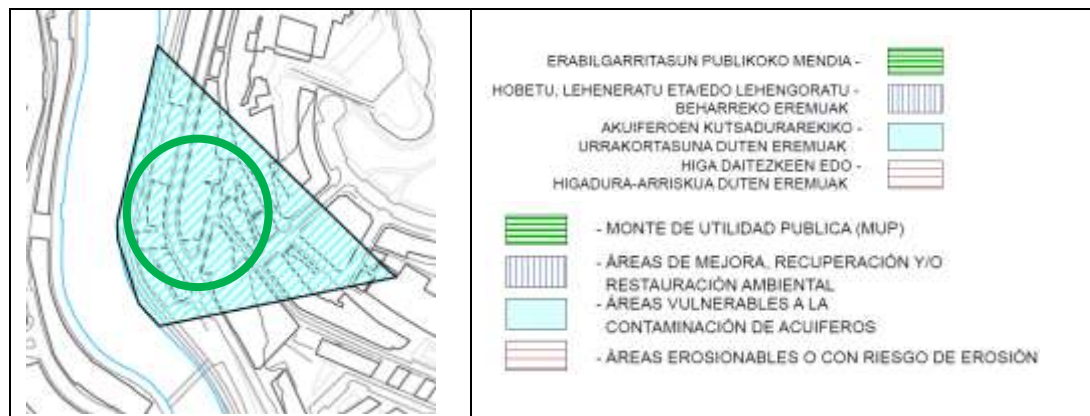 ERABILGARRITASUN PUBLIKOKO MENDIA -
HOBETU, LEHENERATU ETA/EDO LEHENGORATU -
BEHARREKO EREMUAK
AKUIFEROEN KUTSADURAREKIKO -
URRAKORTASUNA DUTEN EREMUAK
HIGA DAITEZKEEN EDO -
HIGADURA-ARRISKUA DUTEN EREMUAK
- MONTE DE UTILIDAD PUBLICA (MUP)
- ÁREAS DE MEJORA, RECUPERACIÓN Y/O
RESTAURACIÓN AMBIENTAL
- ÁREAS VULNERABLES A LA
CONTAMINACIÓN DE ACUIFEROS
- ÁREAS EROSIONABLES O CON RIESGO DE EROSIÓN